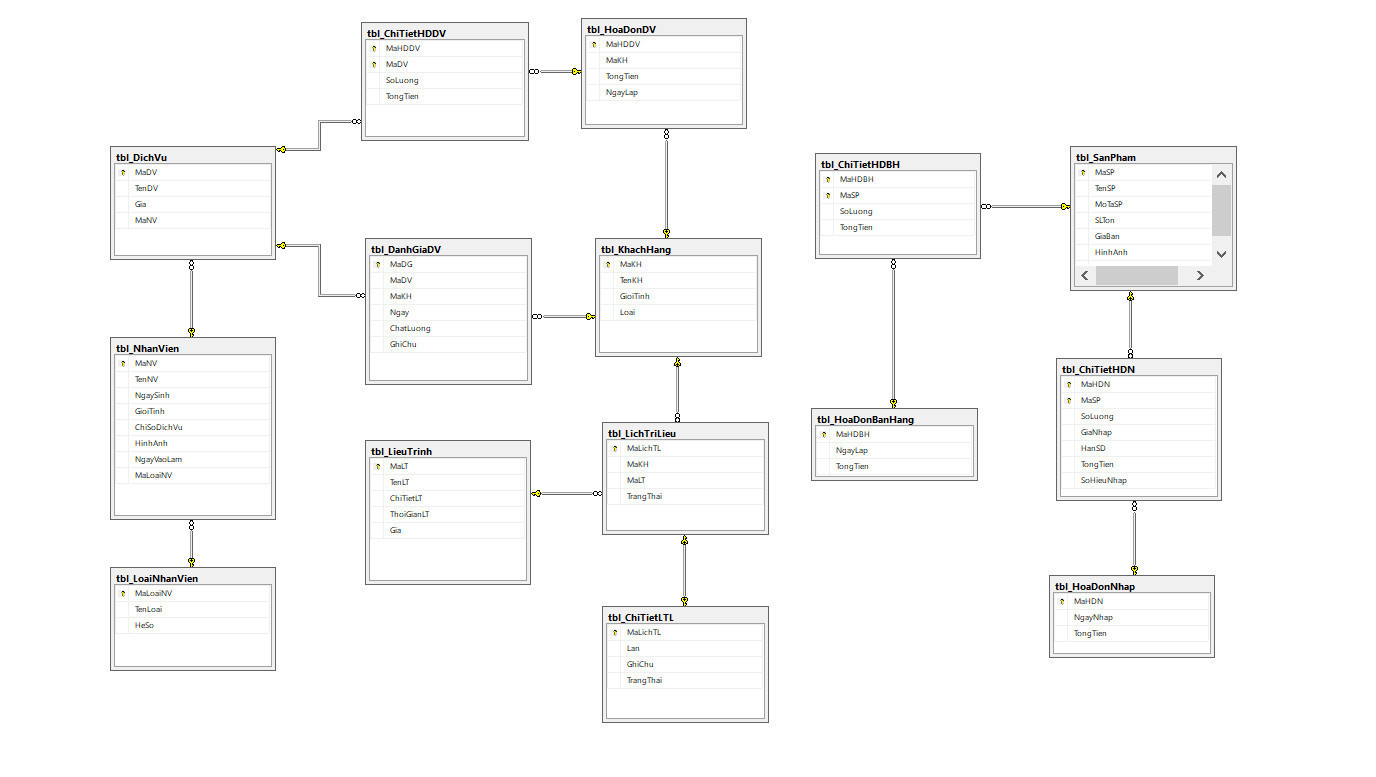 tbl_ChiTietHDDV
MaHDDV
MaDV
SoLuong
TongTien
tbl_HoaDonDV
MaHDDV
MaKH
TongTien
NgayLap
tbl_DichVu
MaDV
TenDV
Gia
MaNV
tbl_ChiTietHDBH
MaHDBH
MaSP
SoLuong
TongTien
tbl_SanPham
MaSP
TenSP
MoTaSP
SLTon
GiaBan
HinhAnh
tbl_DanhGiaDV
MaDG
MaDV
MaKH
Ngay
ChatLuong
GhiChu
tbl_KhachHang
MaKH
TenKH
GioiTinh
Loai
tbl_NhanVien
MaNV
TenNV
NgaySinh
GioiTinh
ChiSoDichVu
HinhAnh
NgayVaoLam
MaLoaiNV
tbl_LieuTrinh
MaLT
TenLT
ChiTietLT
ThoiGianLT
Gia
tbl_LichTriLieu
MaLichTL
MaKH
MaLT
TrangThai
tbl_HoaDonBanHang
MaHDBH
NgayLap
TongTien
tbl_ChiTietHDN
MaHDN
MaSP
SoLuong
GiaNhap
HanSD
TongTien
SoHieuNhap
tbl_LoaiNhanVien
MaLoaiNV
TenLoai
HeSo
tbl_ChiTietLTL
MaLichTL
Lan
GhiChu
TrangThai
tbl_HoaDonNhap
MaHDN
NgayNhap
TongTien